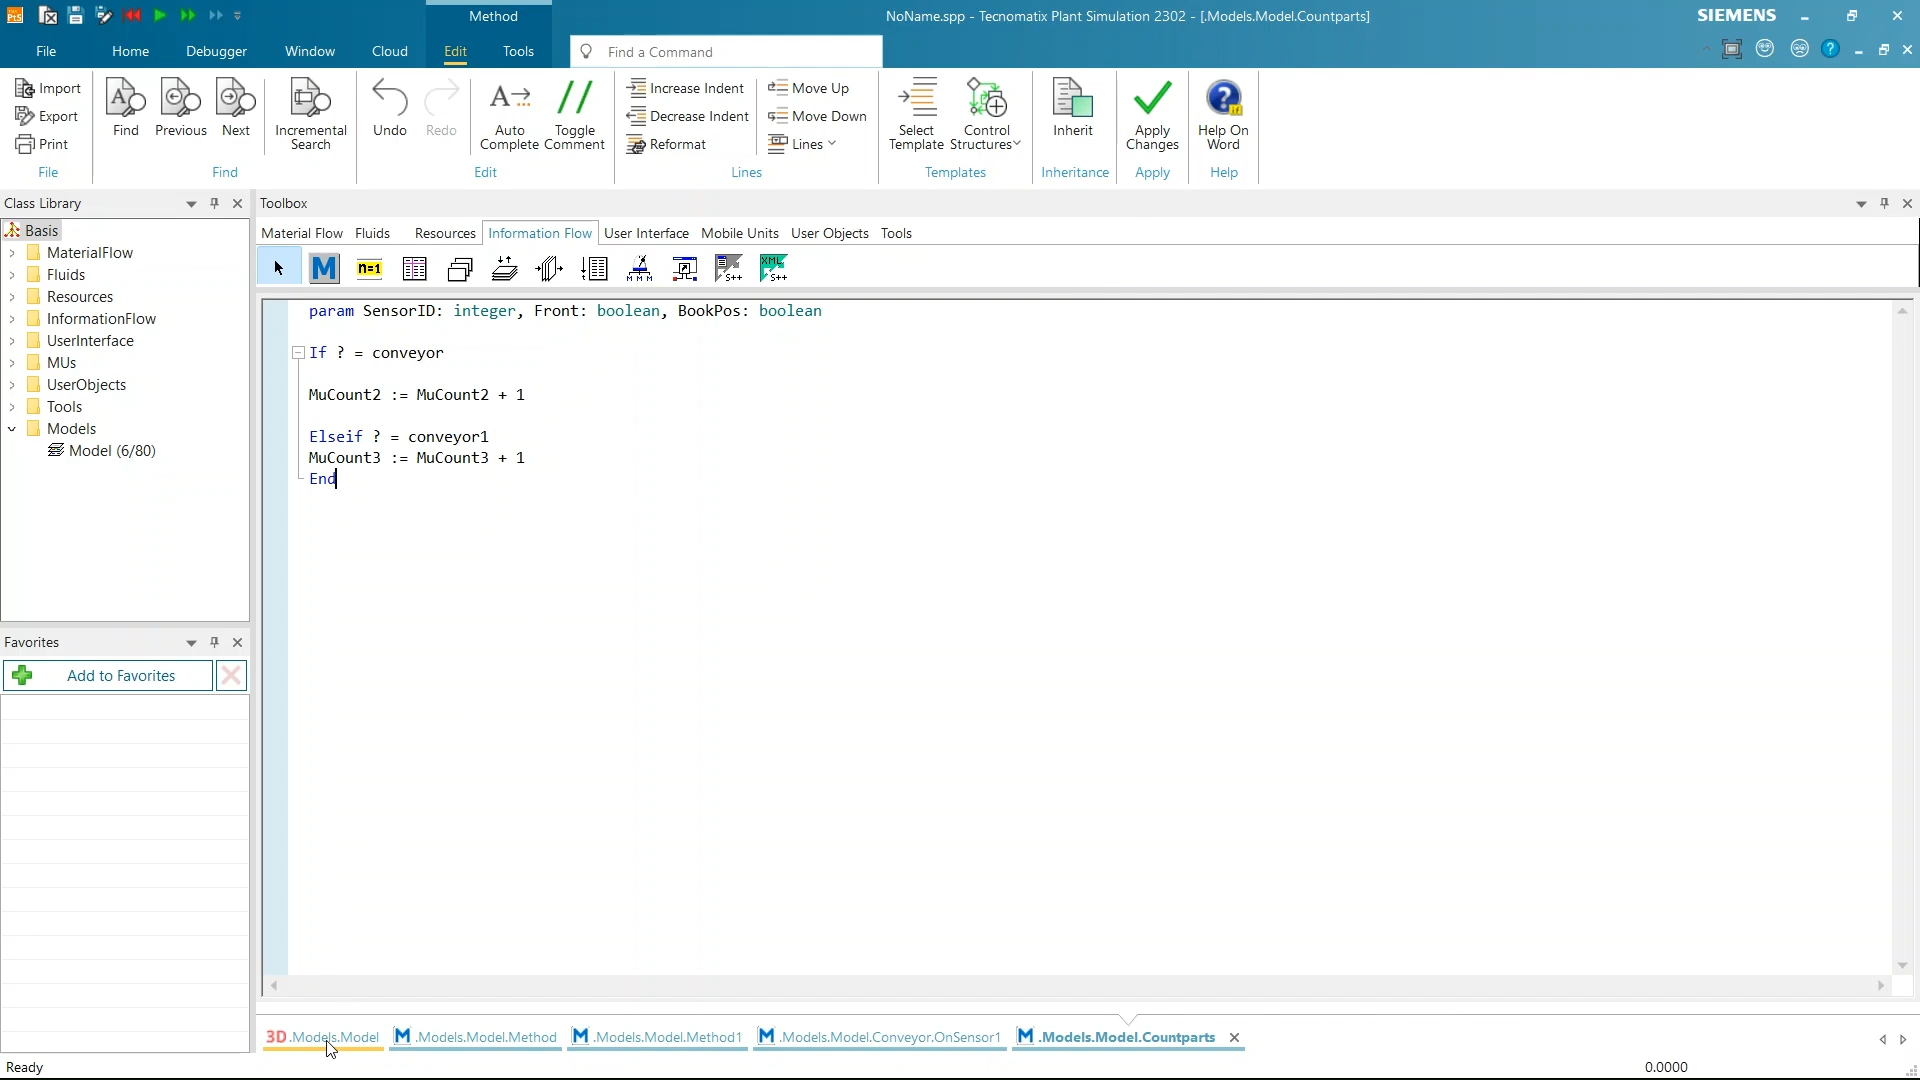 Method
NoName.spp - Tecnomatix Plant Simulation 2302 - [.Models.Model.Countparts]
SIEMENS
File Home Debugger Window Cloud Edit Tools Find a Command
Import
Export
Print
File
Find Previous Next Incremental Search
Find
Undo Redo Auto Complete Toggle Comment
Edit
Increase Indent
Decrease Indent
Reformat
Move Up
Move Down
Lines
Lines
Select Template Control Structures
Templates
Inherit
Inheritance
Apply Changes
Apply
Help On Word
Help
Class Library
Basis
MaterialFlow
Fluids
Resources
InformationFlow
UserInterface
MUs
UserObjects
Tools
Models
Model (6/80)
Favorites
Add to Favorites
Toolbox
Material Flow Fluids Resources Information Flow User Interface Mobile Units User Objects Tools
M n=1 S++ XML S++
param SensorID: integer, Front: boolean, BookPos: boolean
If ? = conveyor
MuCount2 := MuCount2 + 1
Elseif ? = conveyor1
MuCount3 := MuCount3 + 1
End
3D .Models.Model M .Models.Model.Method M .Models.Model.Method1 M .Models.Model.Conveyor.OnSensor1 M .Models.Model.Countparts
Ready 0.0000